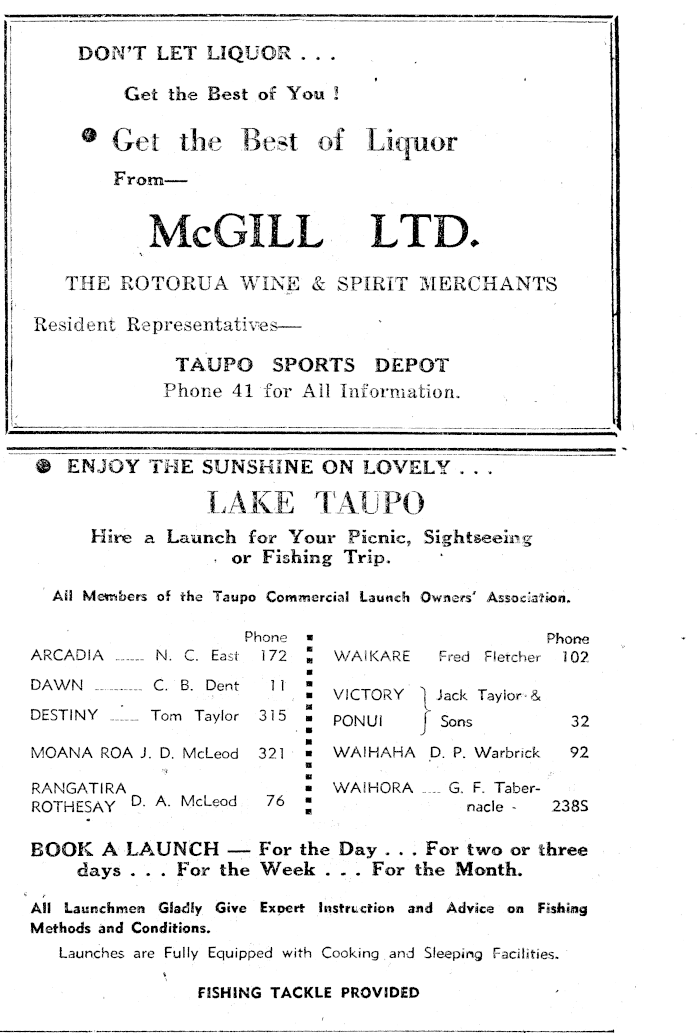 DON'T LET LIQUOR . . .
Get the Best of You !
Get the Best of Liquor
From—
McGILL LTD.
THE ROTORUA WINE & SPIRIT MERCHANTS
Resident Representatives—
TAUPO SPORTS DEPOT
Phone 41 for All Information.
ENJOY THE SUNSHINE ON LOVELY . . .
LAKE TAUPO
Hire a Launch for Your Picnic, Sightseeing
or Fishing Trip.
All Members of the Taupo Commercial Launch Owners' Association.
Phone
ARCADIA ...... N. C. East 172
DAWN .......... C. B. Dent 11
DESTINY ...... Tom Taylor 315
MOANA ROA J. D. McLeod 321
RANGATIRA
ROTHESAY D. A. McLeod 76
Phone
WAIKARE Fred Fletcher 102
VICTORY } Jack Taylor &
PONUI } Sons 32
WAIHAHA D. P. Warbrick 92
WAIHORA .... G. F. Taber-
nacle - 238S
BOOK A LAUNCH — For the Day . . . For two or three
days . . . For the Week . . . For the Month.
All Launchmen Gladly Give Expert Instruction and Advice on Fishing
Methods and Conditions.
Launches are Fully Equipped with Cooking and Sleeping Facilities.
FISHING TACKLE PROVIDED